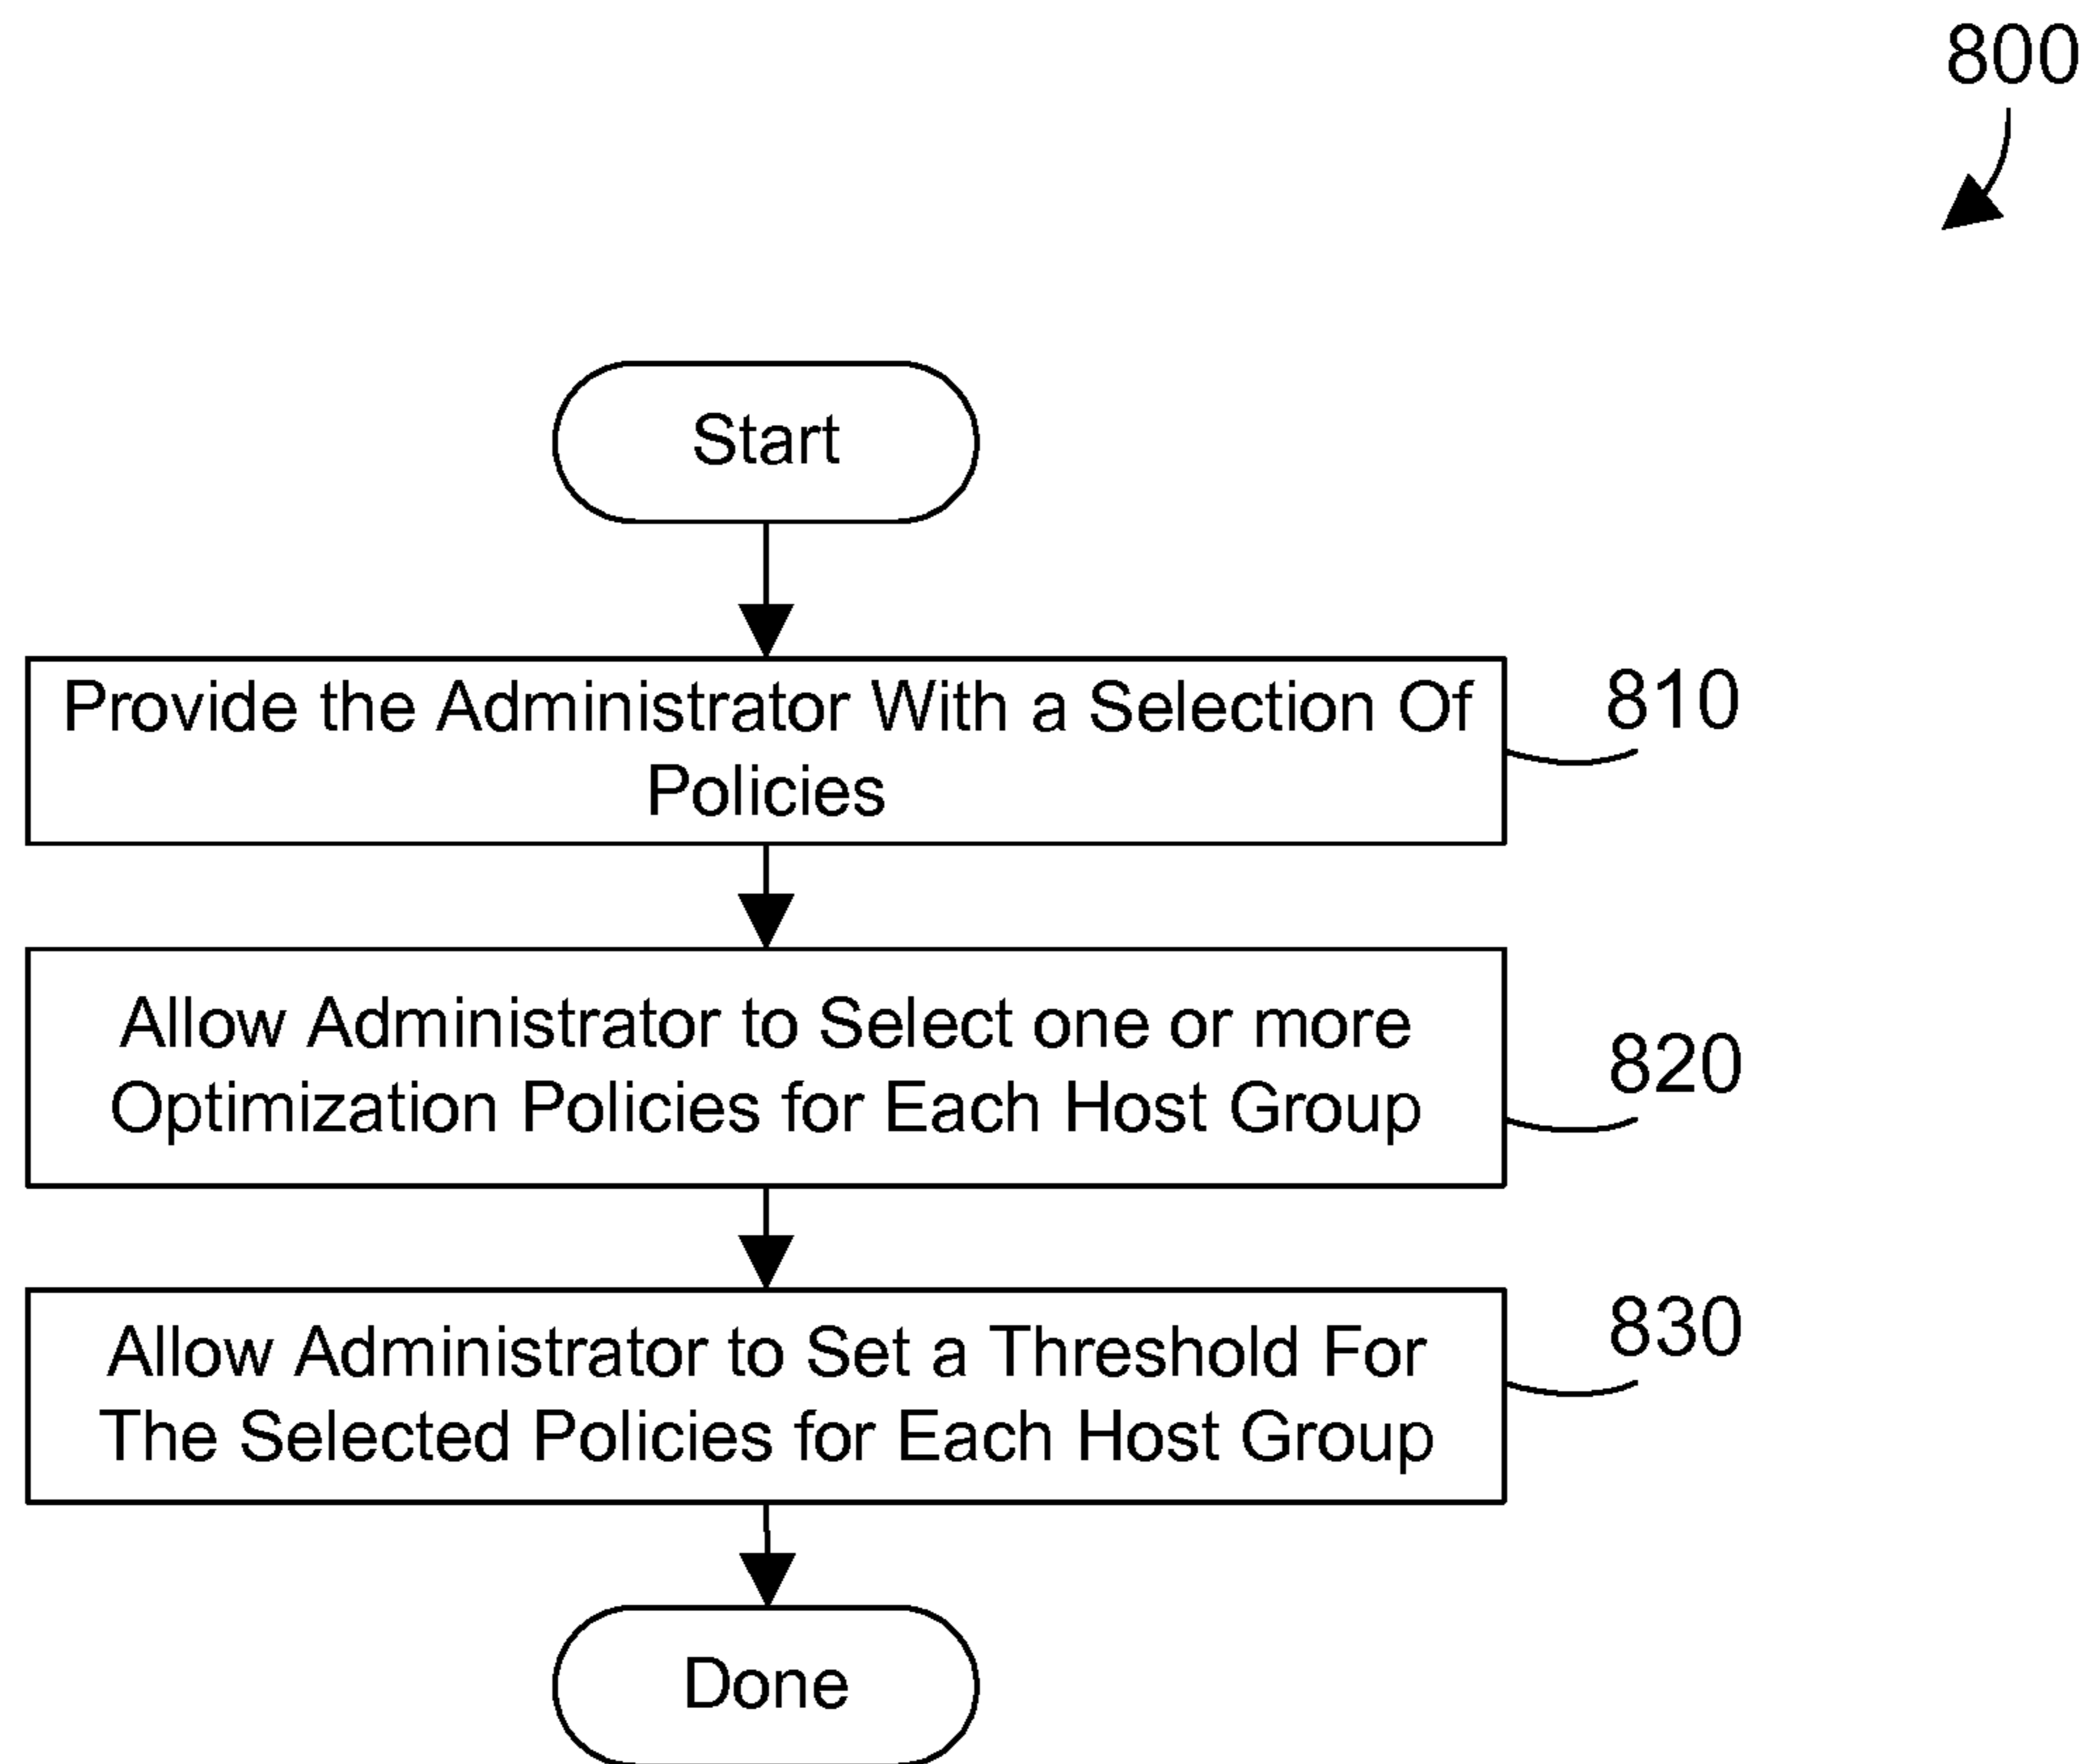 800
Start
Provide the Administrator With a Selection Of
Policies
810
Allow Administrator to Select one or more
Optimization Policies for Each Host Group
820
Allow Administrator to Set a Threshold For
The Selected Policies for Each Host Group
830
Done